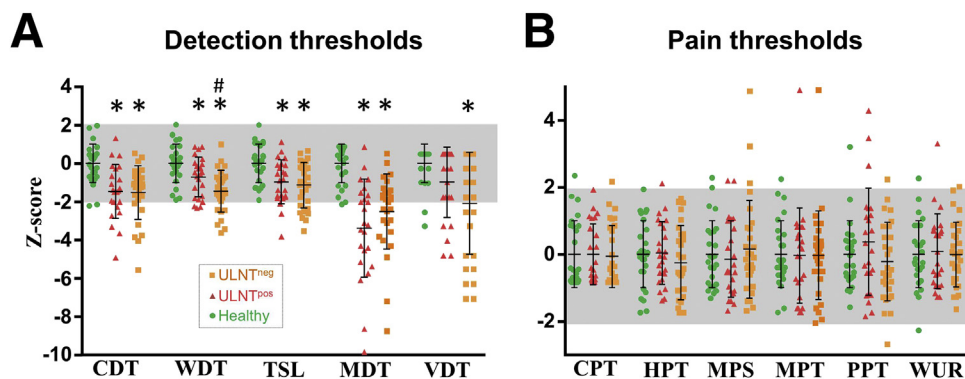 A Detection thresholds
4
2
0
-2
-4
-6
-8
-10
Z-score
#
* * * * * * * * *
ULNTneg
ULNTpos
Healthy
CDT WDT TSL MDT VDT
B Pain thresholds
4
2
0
-2
CPT HPT MPS MPT PPT WUR